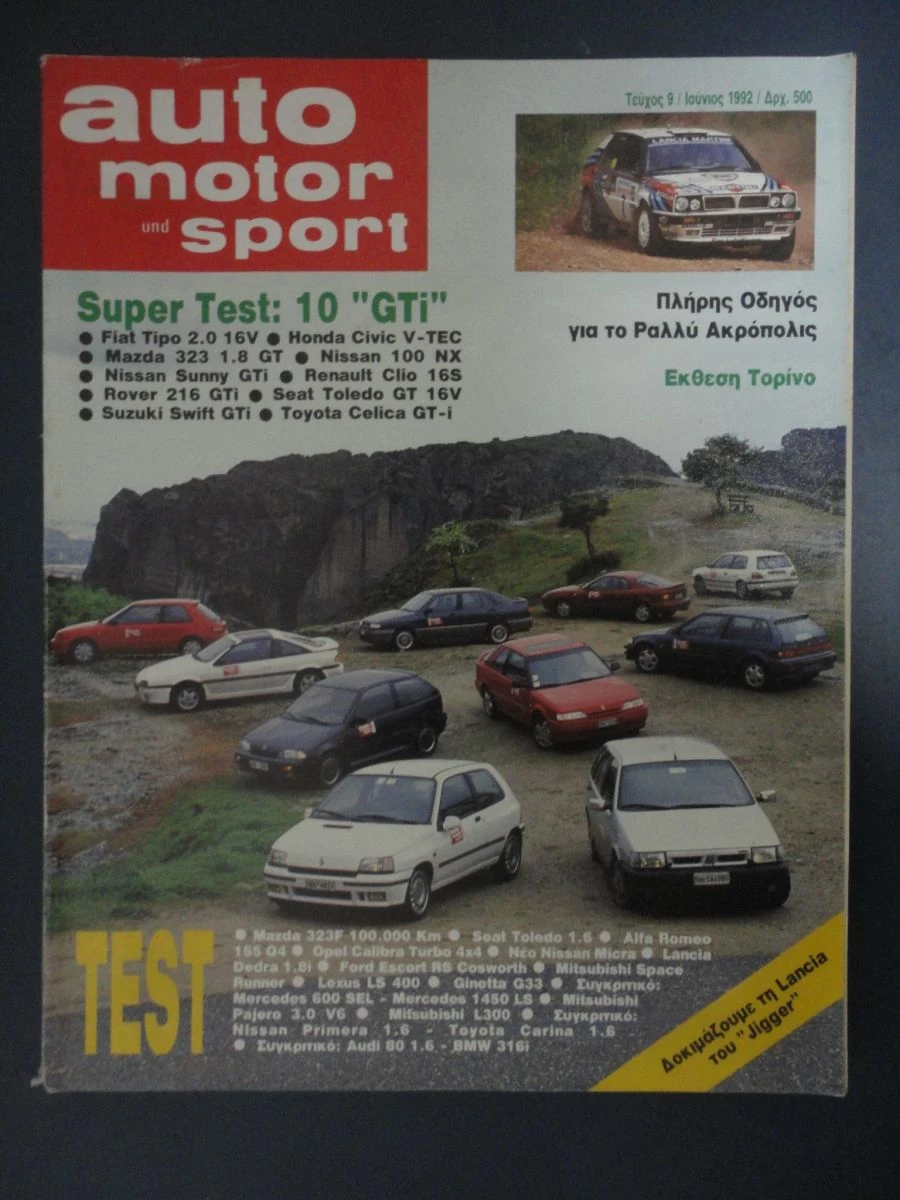 auto
motor
und sport
Τεύχος 9 / Ιούνιος 1992 / Δρχ. 500
LANCIA MARTINI
Super Test: 10 "GTi"
● Fiat Tipo 2.0 16V ● Honda Civic V-TEC
● Mazda 323 1.8 GT ● Nissan 100 NX
● Nissan Sunny GTi ● Renault Clio 16S
● Rover 216 GTi ● Seat Toledo GT 16V
● Suzuki Swift GTi ● Toyota Celica GT-i
Πλήρης Οδηγός
για το Ραλλύ Ακρόπολις
Εκθεση Τορίνο
TEST
● Mazda 323F 100.000 Km ● Seat Toledo 1.6 ● Alfa Romeo
155 Q4 ● Opel Calibra Turbo 4x4 ● Νεο Nissan Micra ● Lancia
Dedra 1.8i ● Ford Escort RS Cosworth ● Mitsubishi Space
Runner ● Lexus LS 400 ● Ginetta G33 ● Συγκριτικό:
Mercedes 600 SEL - Mercedes 1450 LS ● Mitsubishi
Pajero 3.0 V6 ● Mitsubishi L300 ● Συγκριτικό:
Nissan Primera 1.6 - Toyota Carina 1.6
● Συγκριτικό: Audi 80 1.6 - BMW 316i
Δοκιμάζουμε τη Lancia
του "Jigger"